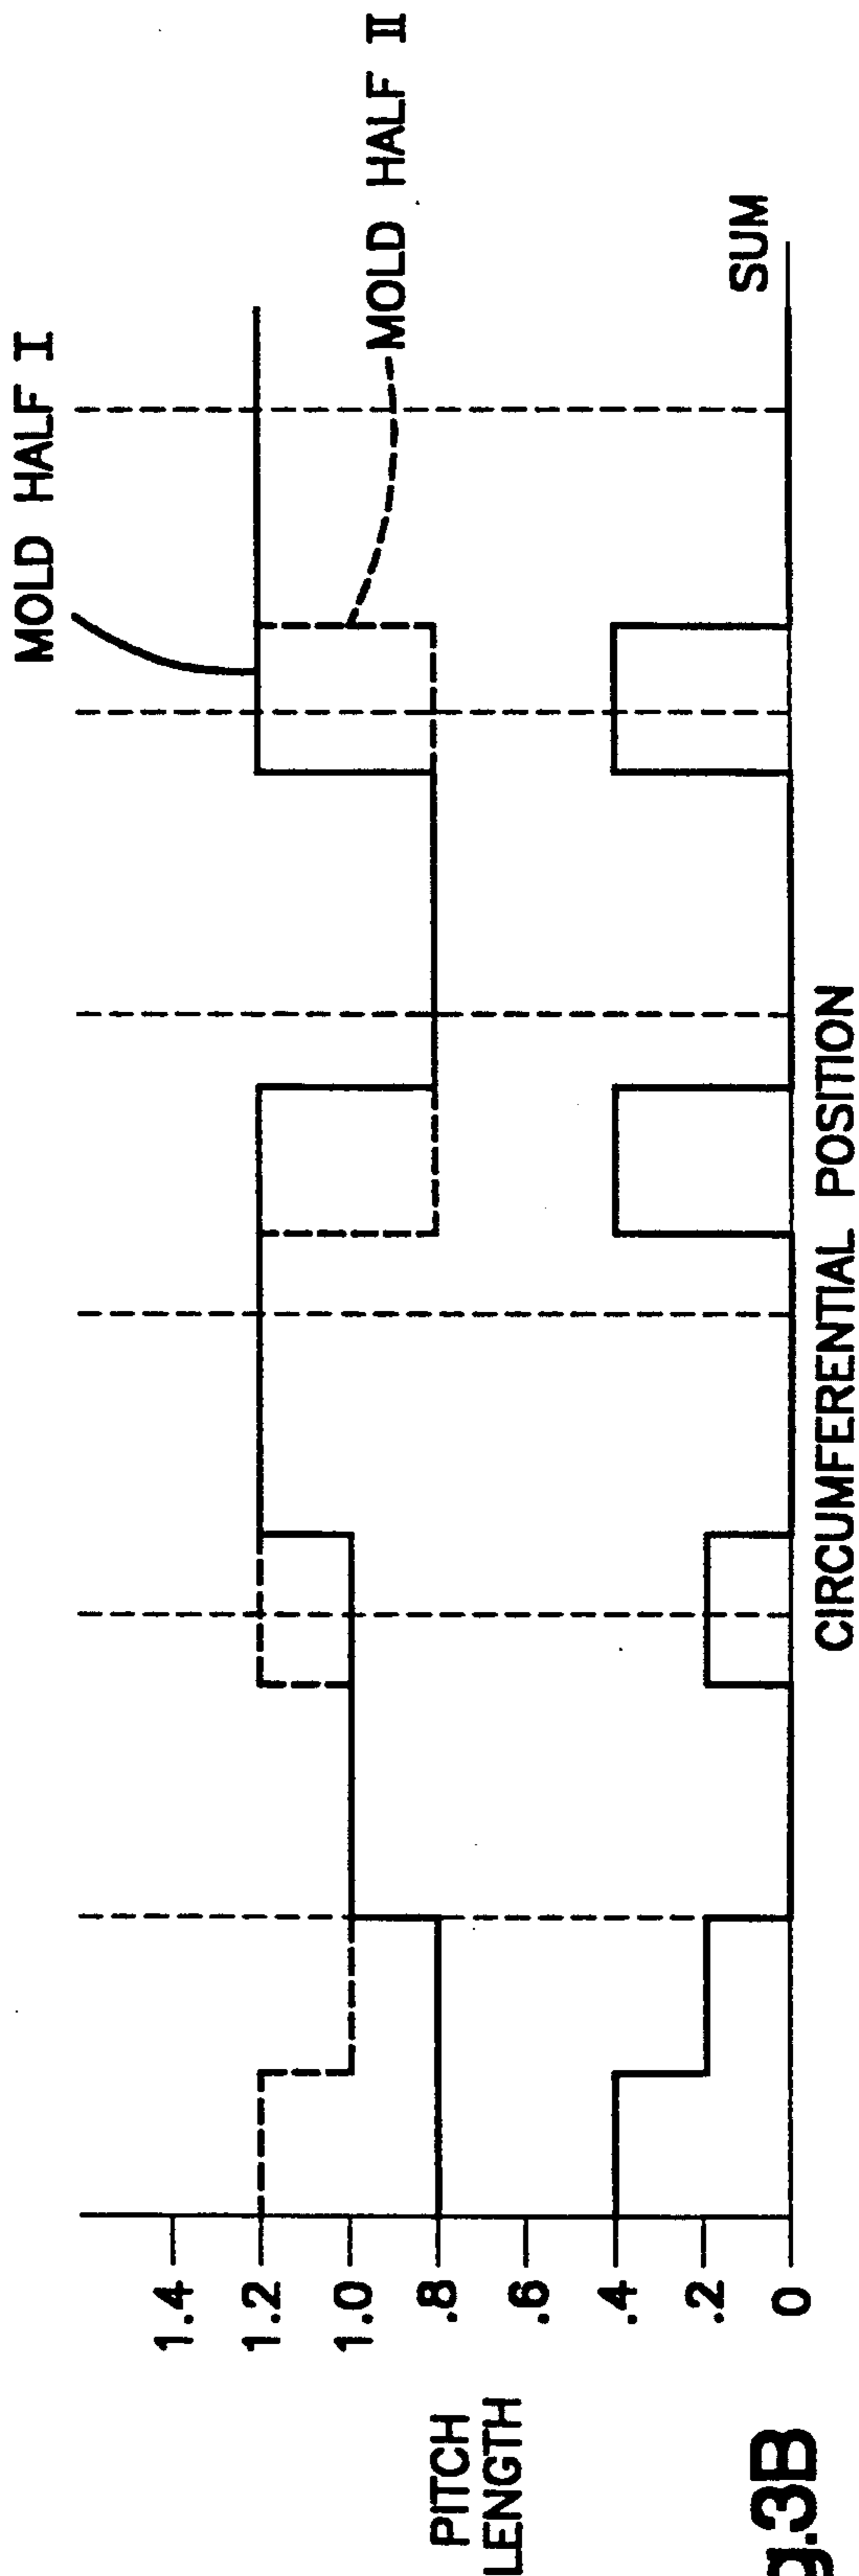 MOLD HALF I
MOLD HALF II
1.4
1.2
1.0
.8
.6
.4
.2
0
PITCH
LENGTH
SUM
CIRCUMFERENTIAL POSITION
g.3B